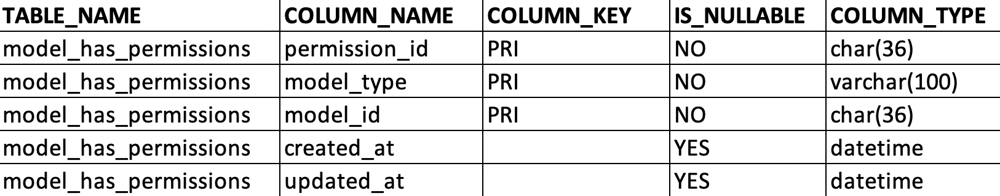 TABLE_NAME COLUMN_NAME COLUMN_KEY IS_NULLABLE COLUMN_TYPE
model_has_permissions permission_id PRI NO char(36)
model_has_permissions model_type PRI NO varchar(100)
model_has_permissions model_id PRI NO char(36)
model_has_permissions created_at YES datetime
model_has_permissions updated_at YES datetime